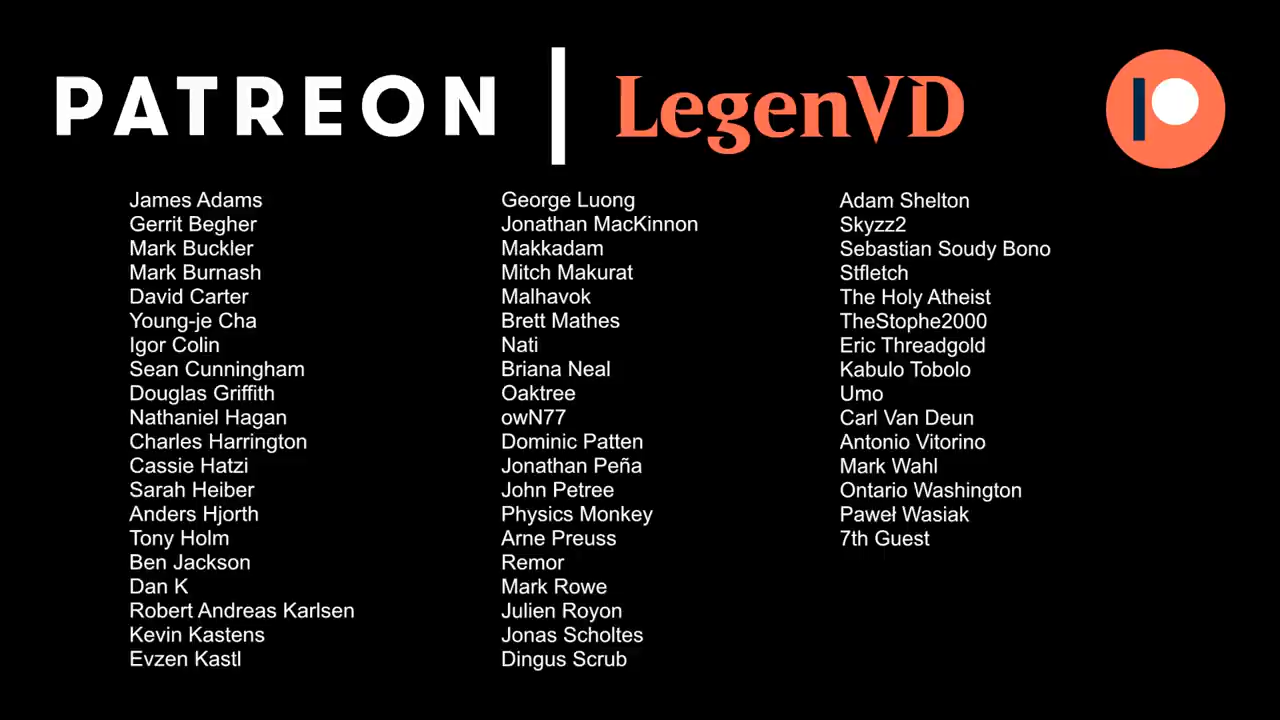 PATREON | LegenVD
James Adams
Gerrit Begher
Mark Buckler
Mark Burnash
David Carter
Young-je Cha
Igor Colin
Sean Cunningham
Douglas Griffith
Nathaniel Hagan
Charles Harrington
Cassie Hatzi
Sarah Heiber
Anders Hjorth
Tony Holm
Ben Jackson
Dan K
Robert Andreas Karlsen
Kevin Kastens
Evzen Kastl
George Luong
Jonathan MacKinnon
Makkadam
Mitch Makurat
Malhavok
Brett Mathes
Nati
Briana Neal
Oaktree
owN77
Dominic Patten
Jonathan Peña
John Petree
Physics Monkey
Arne Preuss
Remor
Mark Rowe
Julien Royon
Jonas Scholtes
Dingus Scrub
Adam Shelton
Skyzz2
Sebastian Soudy Bono
Stfletch
The Holy Atheist
TheStophe2000
Eric Threadgold
Kabulo Tobolo
Umo
Carl Van Deun
Antonio Vitorino
Mark Wahl
Ontario Washington
Paweł Wasiak
7th Guest